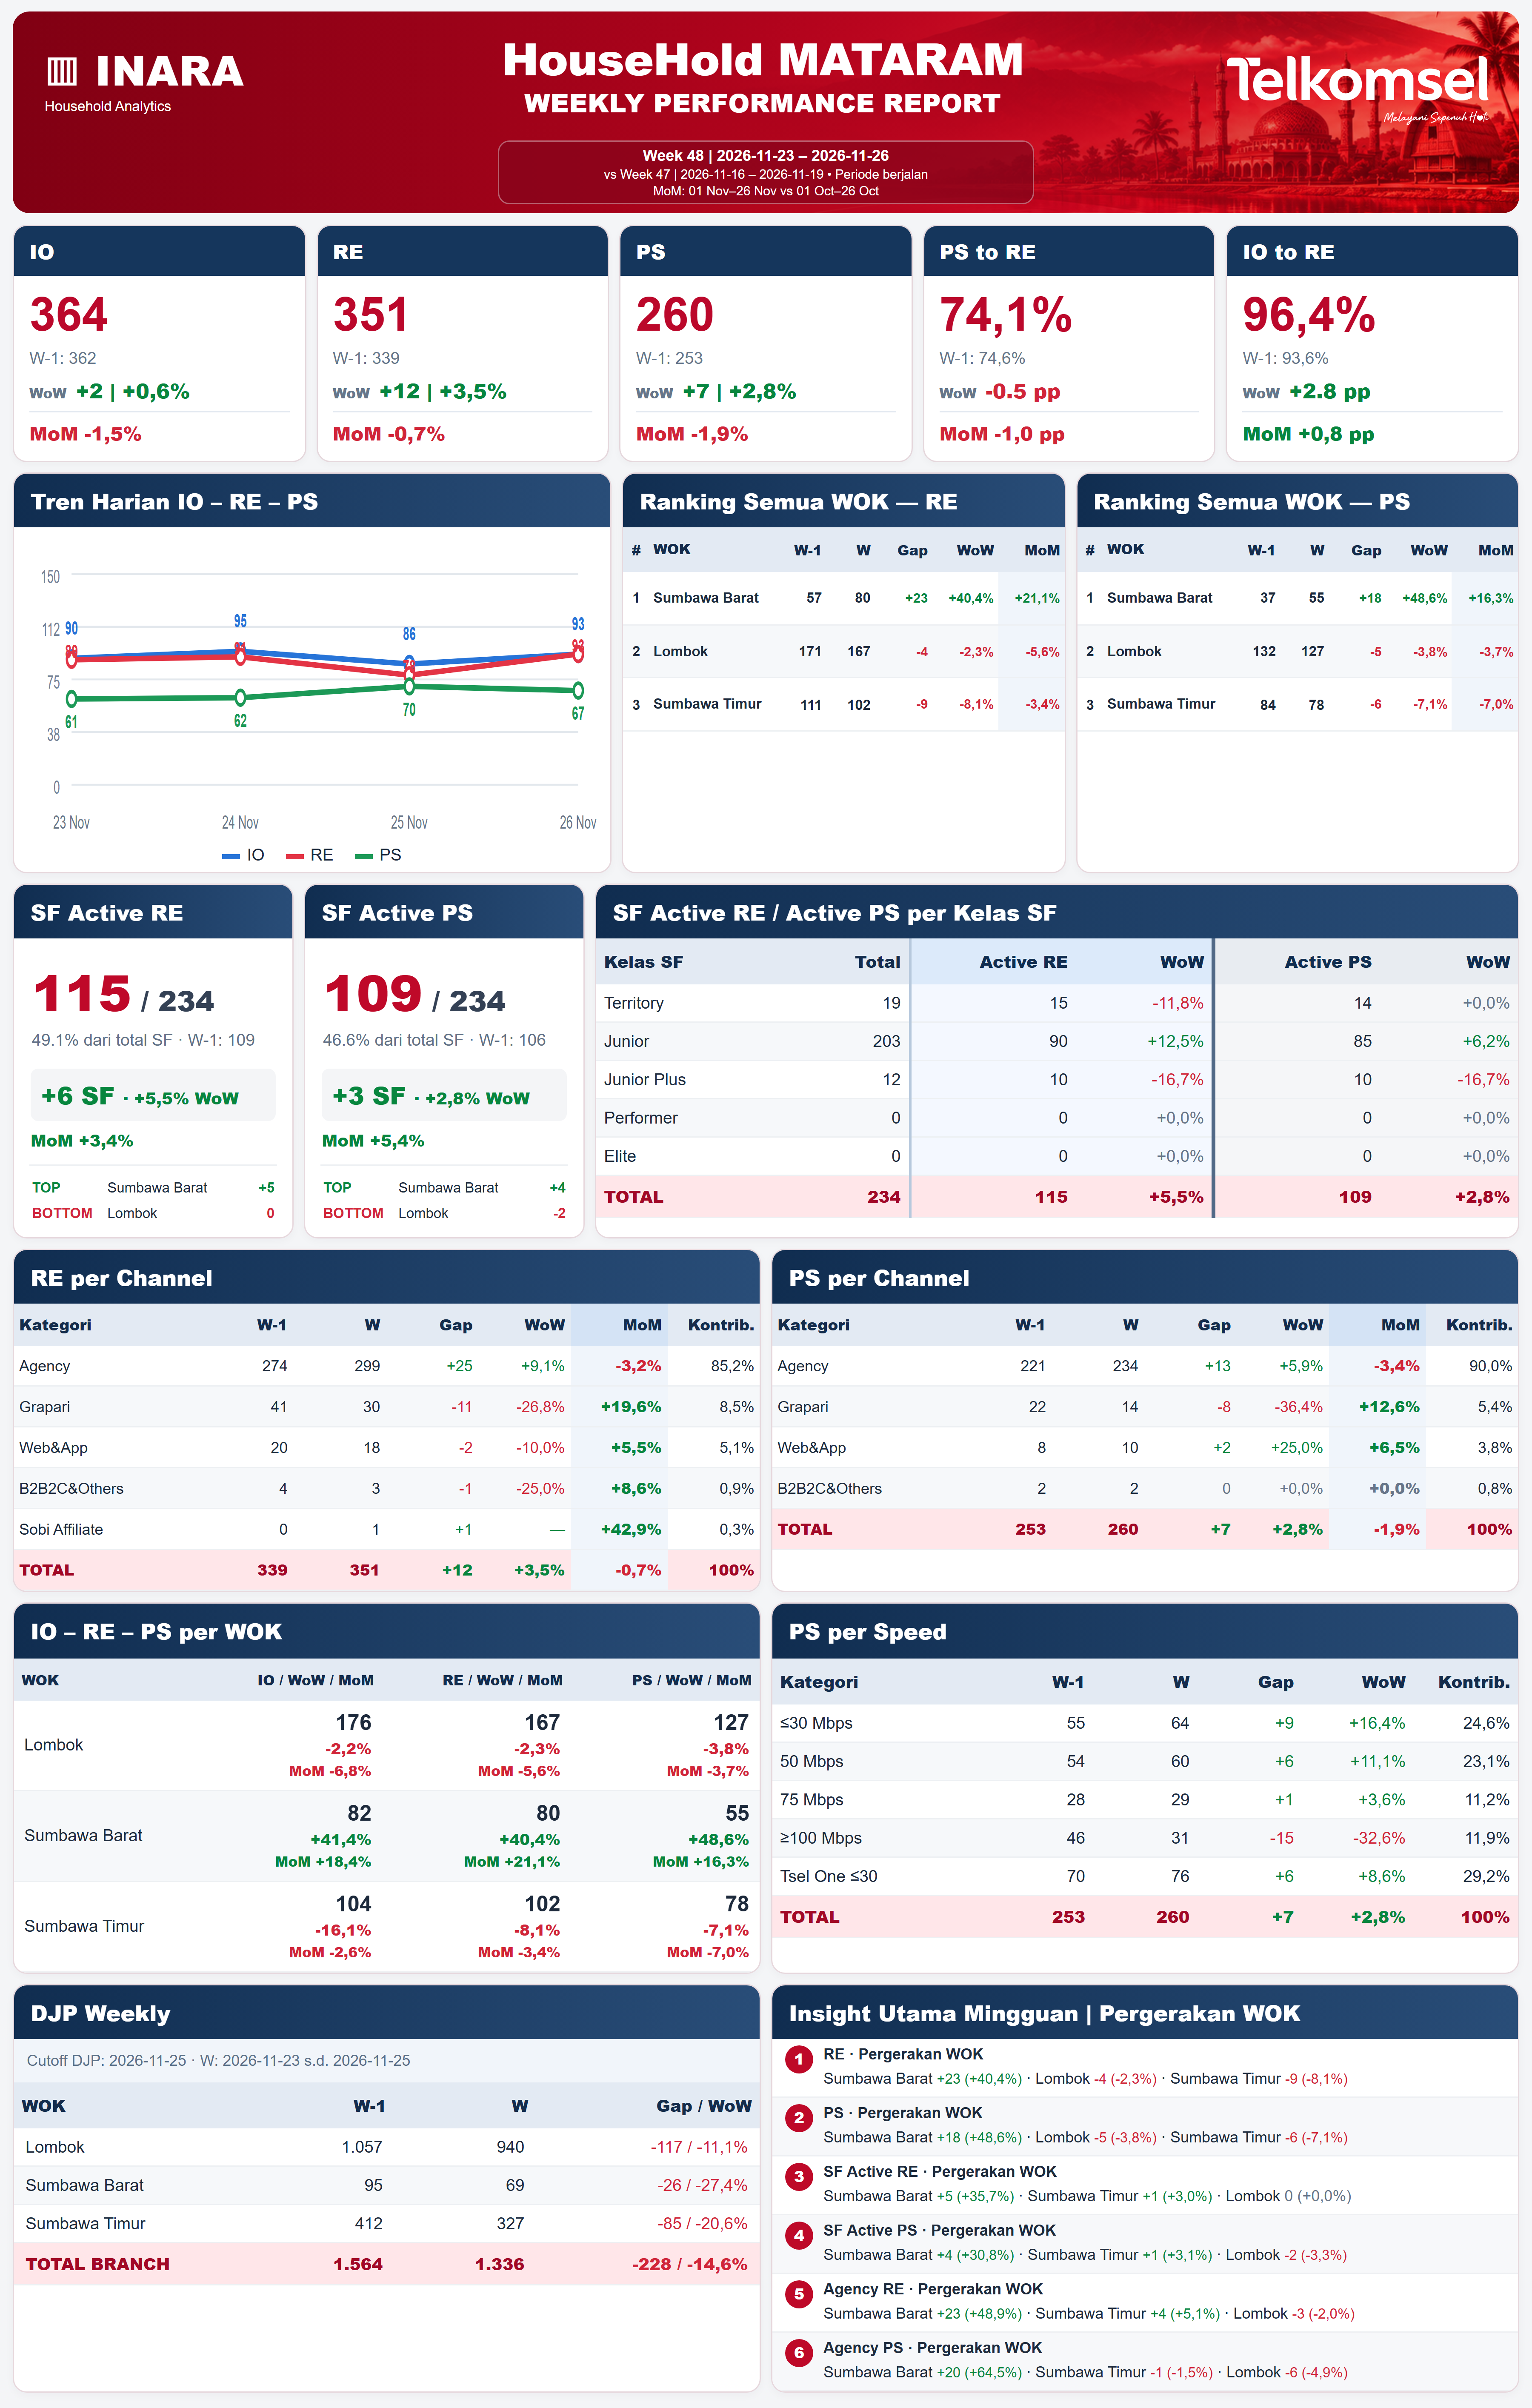 INARA
Household Analytics
HouseHold MATARAM
WEEKLY PERFORMANCE REPORT
Telkomsel
Melayani Sepenuh Hati
Week 48 | 2026-11-23 – 2026-11-26
vs Week 47 | 2026-11-16 – 2026-11-19 • Periode berjalan
MoM: 01 Nov–26 Nov vs 01 Oct–26 Oct
IO
364
W-1: 362
WoW +2 | +0,6%
MoM -1,5%
RE
351
W-1: 339
WoW +12 | +3,5%
MoM -0,7%
PS
260
W-1: 253
WoW +7 | +2,8%
MoM -1,9%
PS to RE
74,1%
W-1: 74,6%
WoW -0.5 pp
MoM -1,0 pp
IO to RE
96,4%
W-1: 93,6%
WoW +2.8 pp
MoM +0,8 pp
Tren Harian IO – RE – PS
150
112
75
38
0
90 95 86 93
61 62 70 67
23 Nov 24 Nov 25 Nov 26 Nov
IO RE PS
Ranking Semua WOK — RE
# WOK W-1 W Gap WoW MoM
1 Sumbawa Barat 57 80 +23 +40,4% +21,1%
2 Lombok 171 167 -4 -2,3% -5,6%
3 Sumbawa Timur 111 102 -9 -8,1% -3,4%
Ranking Semua WOK — PS
# WOK W-1 W Gap WoW MoM
1 Sumbawa Barat 37 55 +18 +48,6% +16,3%
2 Lombok 132 127 -5 -3,8% -3,7%
3 Sumbawa Timur 84 78 -6 -7,1% -7,0%
SF Active RE
115 / 234
49.1% dari total SF · W-1: 109
+6 SF · +5,5% WoW
MoM +3,4%
TOP Sumbawa Barat +5
BOTTOM Lombok 0
SF Active PS
109 / 234
46.6% dari total SF · W-1: 106
+3 SF · +2,8% WoW
MoM +5,4%
TOP Sumbawa Barat +4
BOTTOM Lombok -2
SF Active RE / Active PS per Kelas SF
Kelas SF Total Active RE WoW Active PS WoW
Territory 19 15 -11,8% 14 +0,0%
Junior 203 90 +12,5% 85 +6,2%
Junior Plus 12 10 -16,7% 10 -16,7%
Performer 0 0 +0,0% 0 +0,0%
Elite 0 0 +0,0% 0 +0,0%
TOTAL 234 115 +5,5% 109 +2,8%
RE per Channel
Kategori W-1 W Gap WoW MoM Kontrib.
Agency 274 299 +25 +9,1% -3,2% 85,2%
Grapari 41 30 -11 -26,8% +19,6% 8,5%
Web&App 20 18 -2 -10,0% +5,5% 5,1%
B2B2C&Others 4 3 -1 -25,0% +8,6% 0,9%
Sobi Affiliate 0 1 +1 — +42,9% 0,3%
TOTAL 339 351 +12 +3,5% -0,7% 100%
PS per Channel
Kategori W-1 W Gap WoW MoM Kontrib.
Agency 221 234 +13 +5,9% -3,4% 90,0%
Grapari 22 14 -8 -36,4% +12,6% 5,4%
Web&App 8 10 +2 +25,0% +6,5% 3,8%
B2B2C&Others 2 2 0 +0,0% +0,0% 0,8%
TOTAL 253 260 +7 +2,8% -1,9% 100%
IO – RE – PS per WOK
WOK IO / WoW / MoM RE / WoW / MoM PS / WoW / MoM
Lombok
176 167 127
-2,2% -2,3% -3,8%
MoM -6,8% MoM -5,6% MoM -3,7%
Sumbawa Barat
82 80 55
+41,4% +40,4% +48,6%
MoM +18,4% MoM +21,1% MoM +16,3%
Sumbawa Timur
104 102 78
-16,1% -8,1% -7,1%
MoM -2,6% MoM -3,4% MoM -7,0%
PS per Speed
Kategori W-1 W Gap WoW Kontrib.
≤30 Mbps 55 64 +9 +16,4% 24,6%
50 Mbps 54 60 +6 +11,1% 23,1%
75 Mbps 28 29 +1 +3,6% 11,2%
≥100 Mbps 46 31 -15 -32,6% 11,9%
Tsel One ≤30 70 76 +6 +8,6% 29,2%
TOTAL 253 260 +7 +2,8% 100%
DJP Weekly
Cutoff DJP: 2026-11-25 · W: 2026-11-23 s.d. 2026-11-25
WOK W-1 W Gap / WoW
Lombok 1.057 940 -117 / -11,1%
Sumbawa Barat 95 69 -26 / -27,4%
Sumbawa Timur 412 327 -85 / -20,6%
TOTAL BRANCH 1.564 1.336 -228 / -14,6%
Insight Utama Mingguan | Pergerakan WOK
1 RE · Pergerakan WOK
Sumbawa Barat +23 (+40,4%) · Lombok -4 (-2,3%) · Sumbawa Timur -9 (-8,1%)
2 PS · Pergerakan WOK
Sumbawa Barat +18 (+48,6%) · Lombok -5 (-3,8%) · Sumbawa Timur -6 (-7,1%)
3 SF Active RE · Pergerakan WOK
Sumbawa Barat +5 (+35,7%) · Sumbawa Timur +1 (+3,0%) · Lombok 0 (+0,0%)
4 SF Active PS · Pergerakan WOK
Sumbawa Barat +4 (+30,8%) · Sumbawa Timur +1 (+3,1%) · Lombok -2 (-3,3%)
5 Agency RE · Pergerakan WOK
Sumbawa Barat +23 (+48,9%) · Sumbawa Timur +4 (+5,1%) · Lombok -3 (-2,0%)
6 Agency PS · Pergerakan WOK
Sumbawa Barat +20 (+64,5%) · Sumbawa Timur -1 (-1,5%) · Lombok -6 (-4,9%)